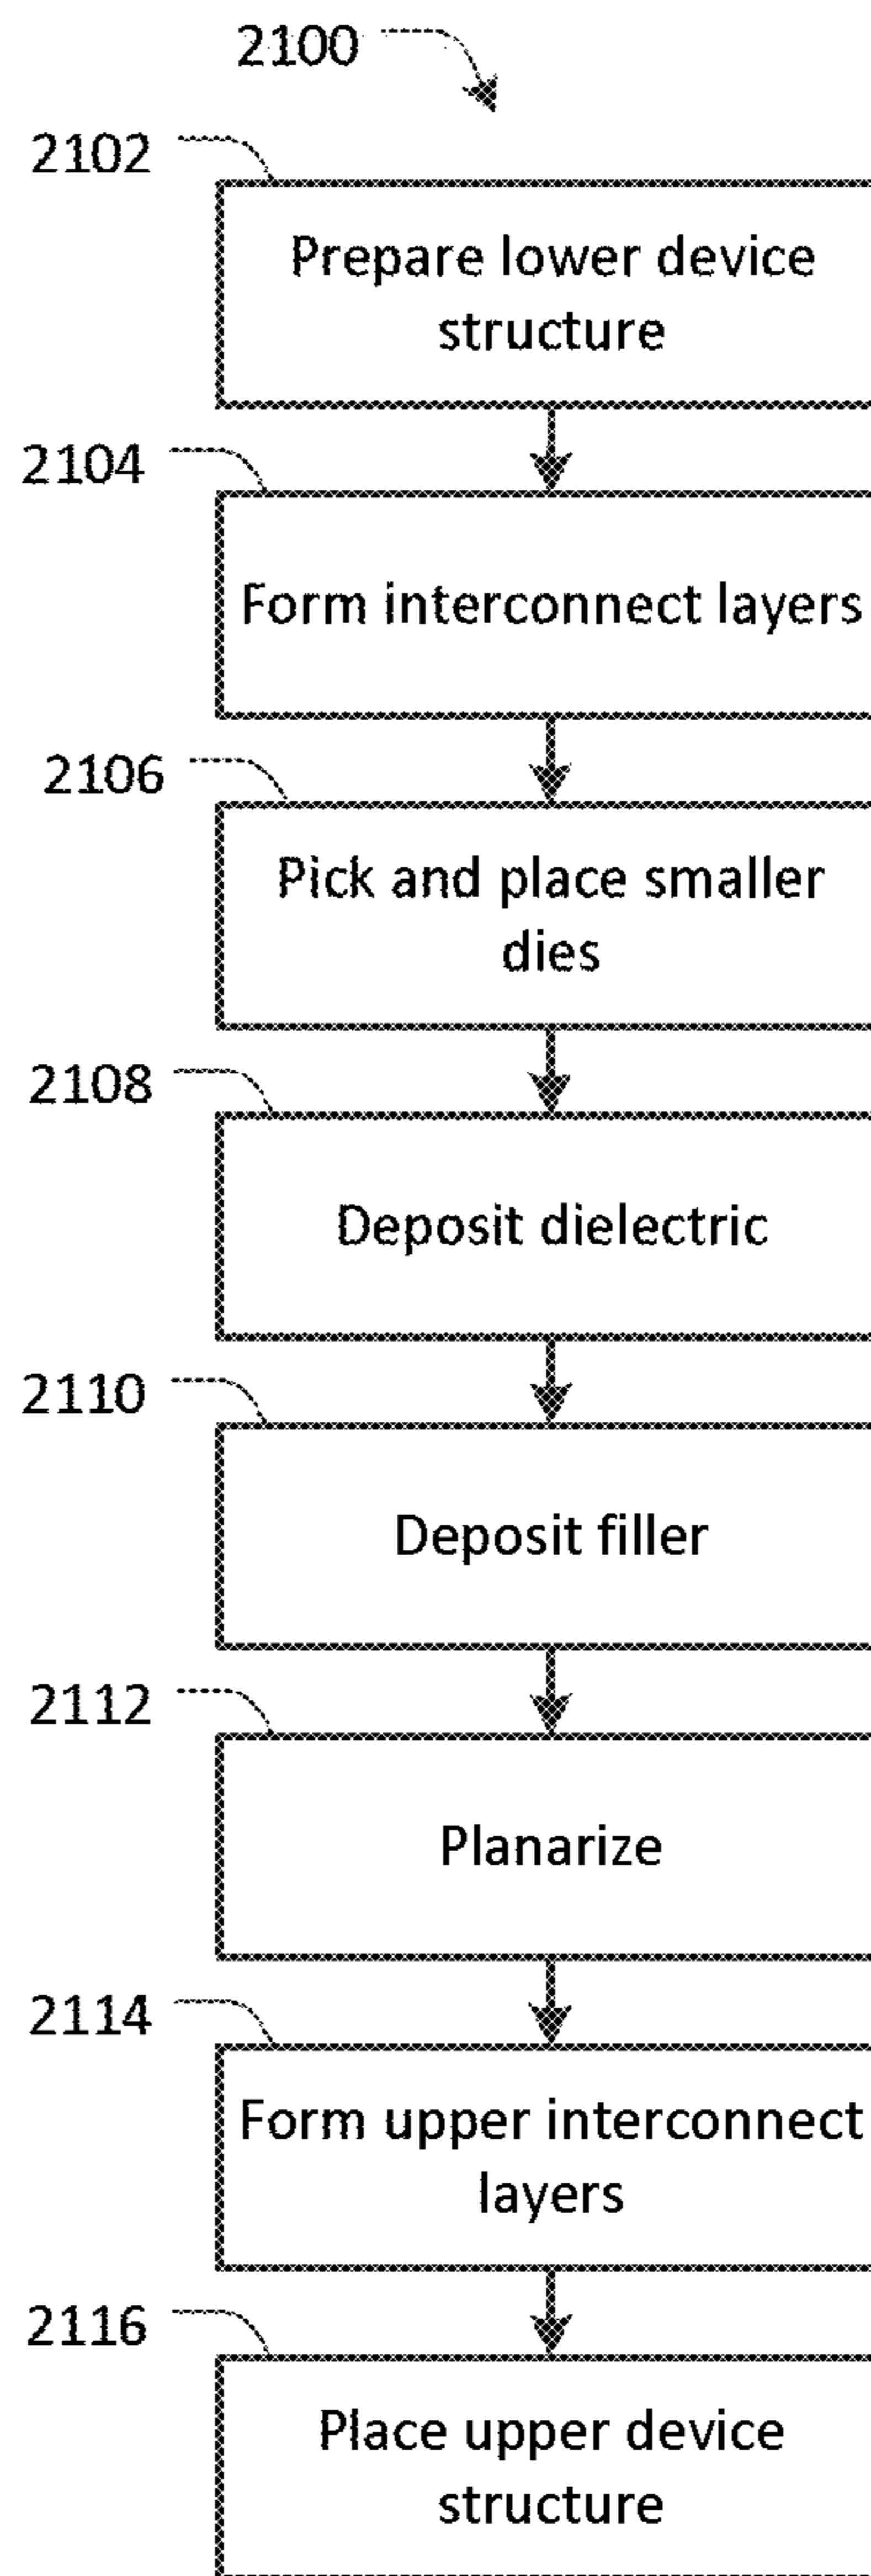 2100
2102
Prepare lower device
structure
2104
Form interconnect layers
2106
Pick and place smaller
dies
2108
Deposit dielectric
2110
Deposit filler
2112
Planarize
2114
Form upper interconnect
layers
2116
Place upper device
structure